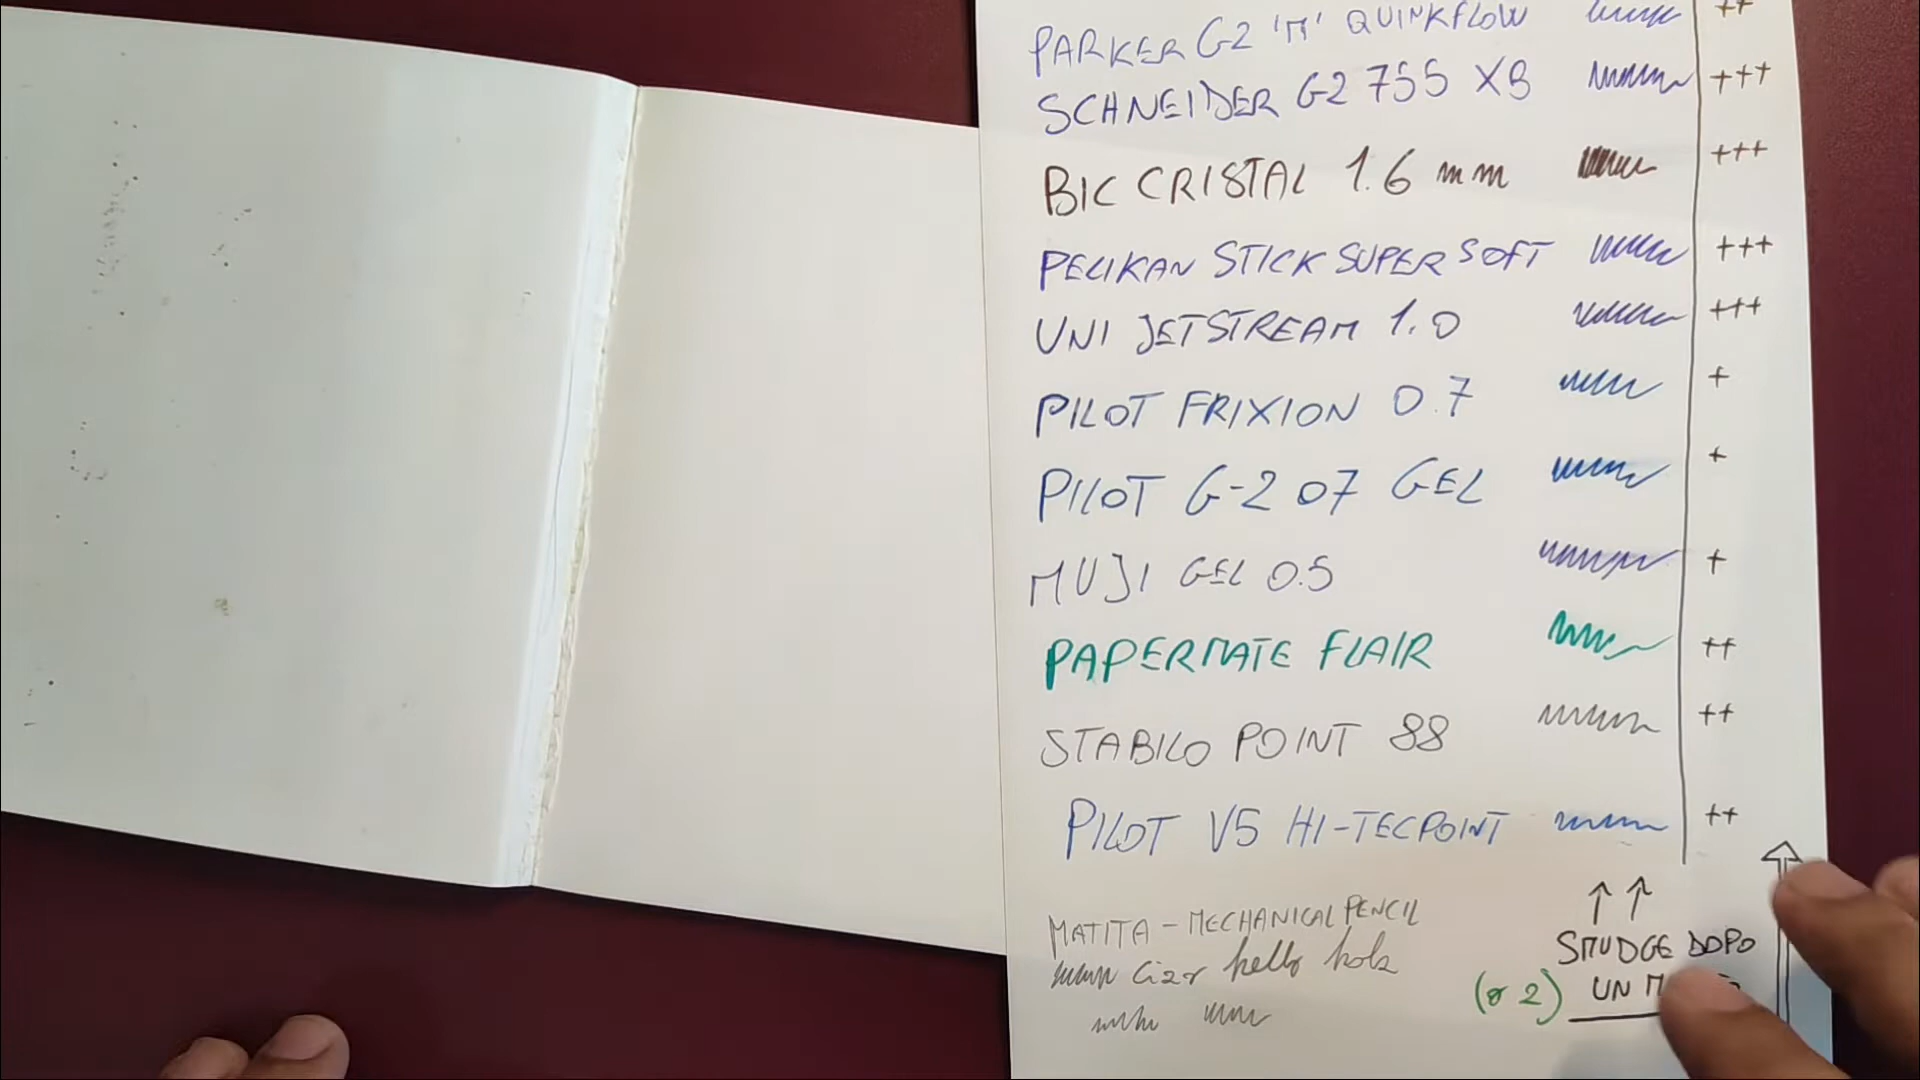 PARKER G2 'M' QUINKFLOW ++
SCHNEIDER G2 755 XB +++
BIC CRISTAL 1.6 mm +++
PELIKAN STICK SUPER SOFT +++
UNI JETSTREAM 1.0 +++
PILOT FRIXION 0.7 +
PILOT G-2 07 GEL +
MUJI GEL 0.5 +
PAPERMATE FLAIR ++
STABILO POINT 88 ++
PILOT V5 HI-TECPOINT ++
MATITA - MECHANICAL PENCIL
hello
SMUDGE DOPO
(o 2) UN